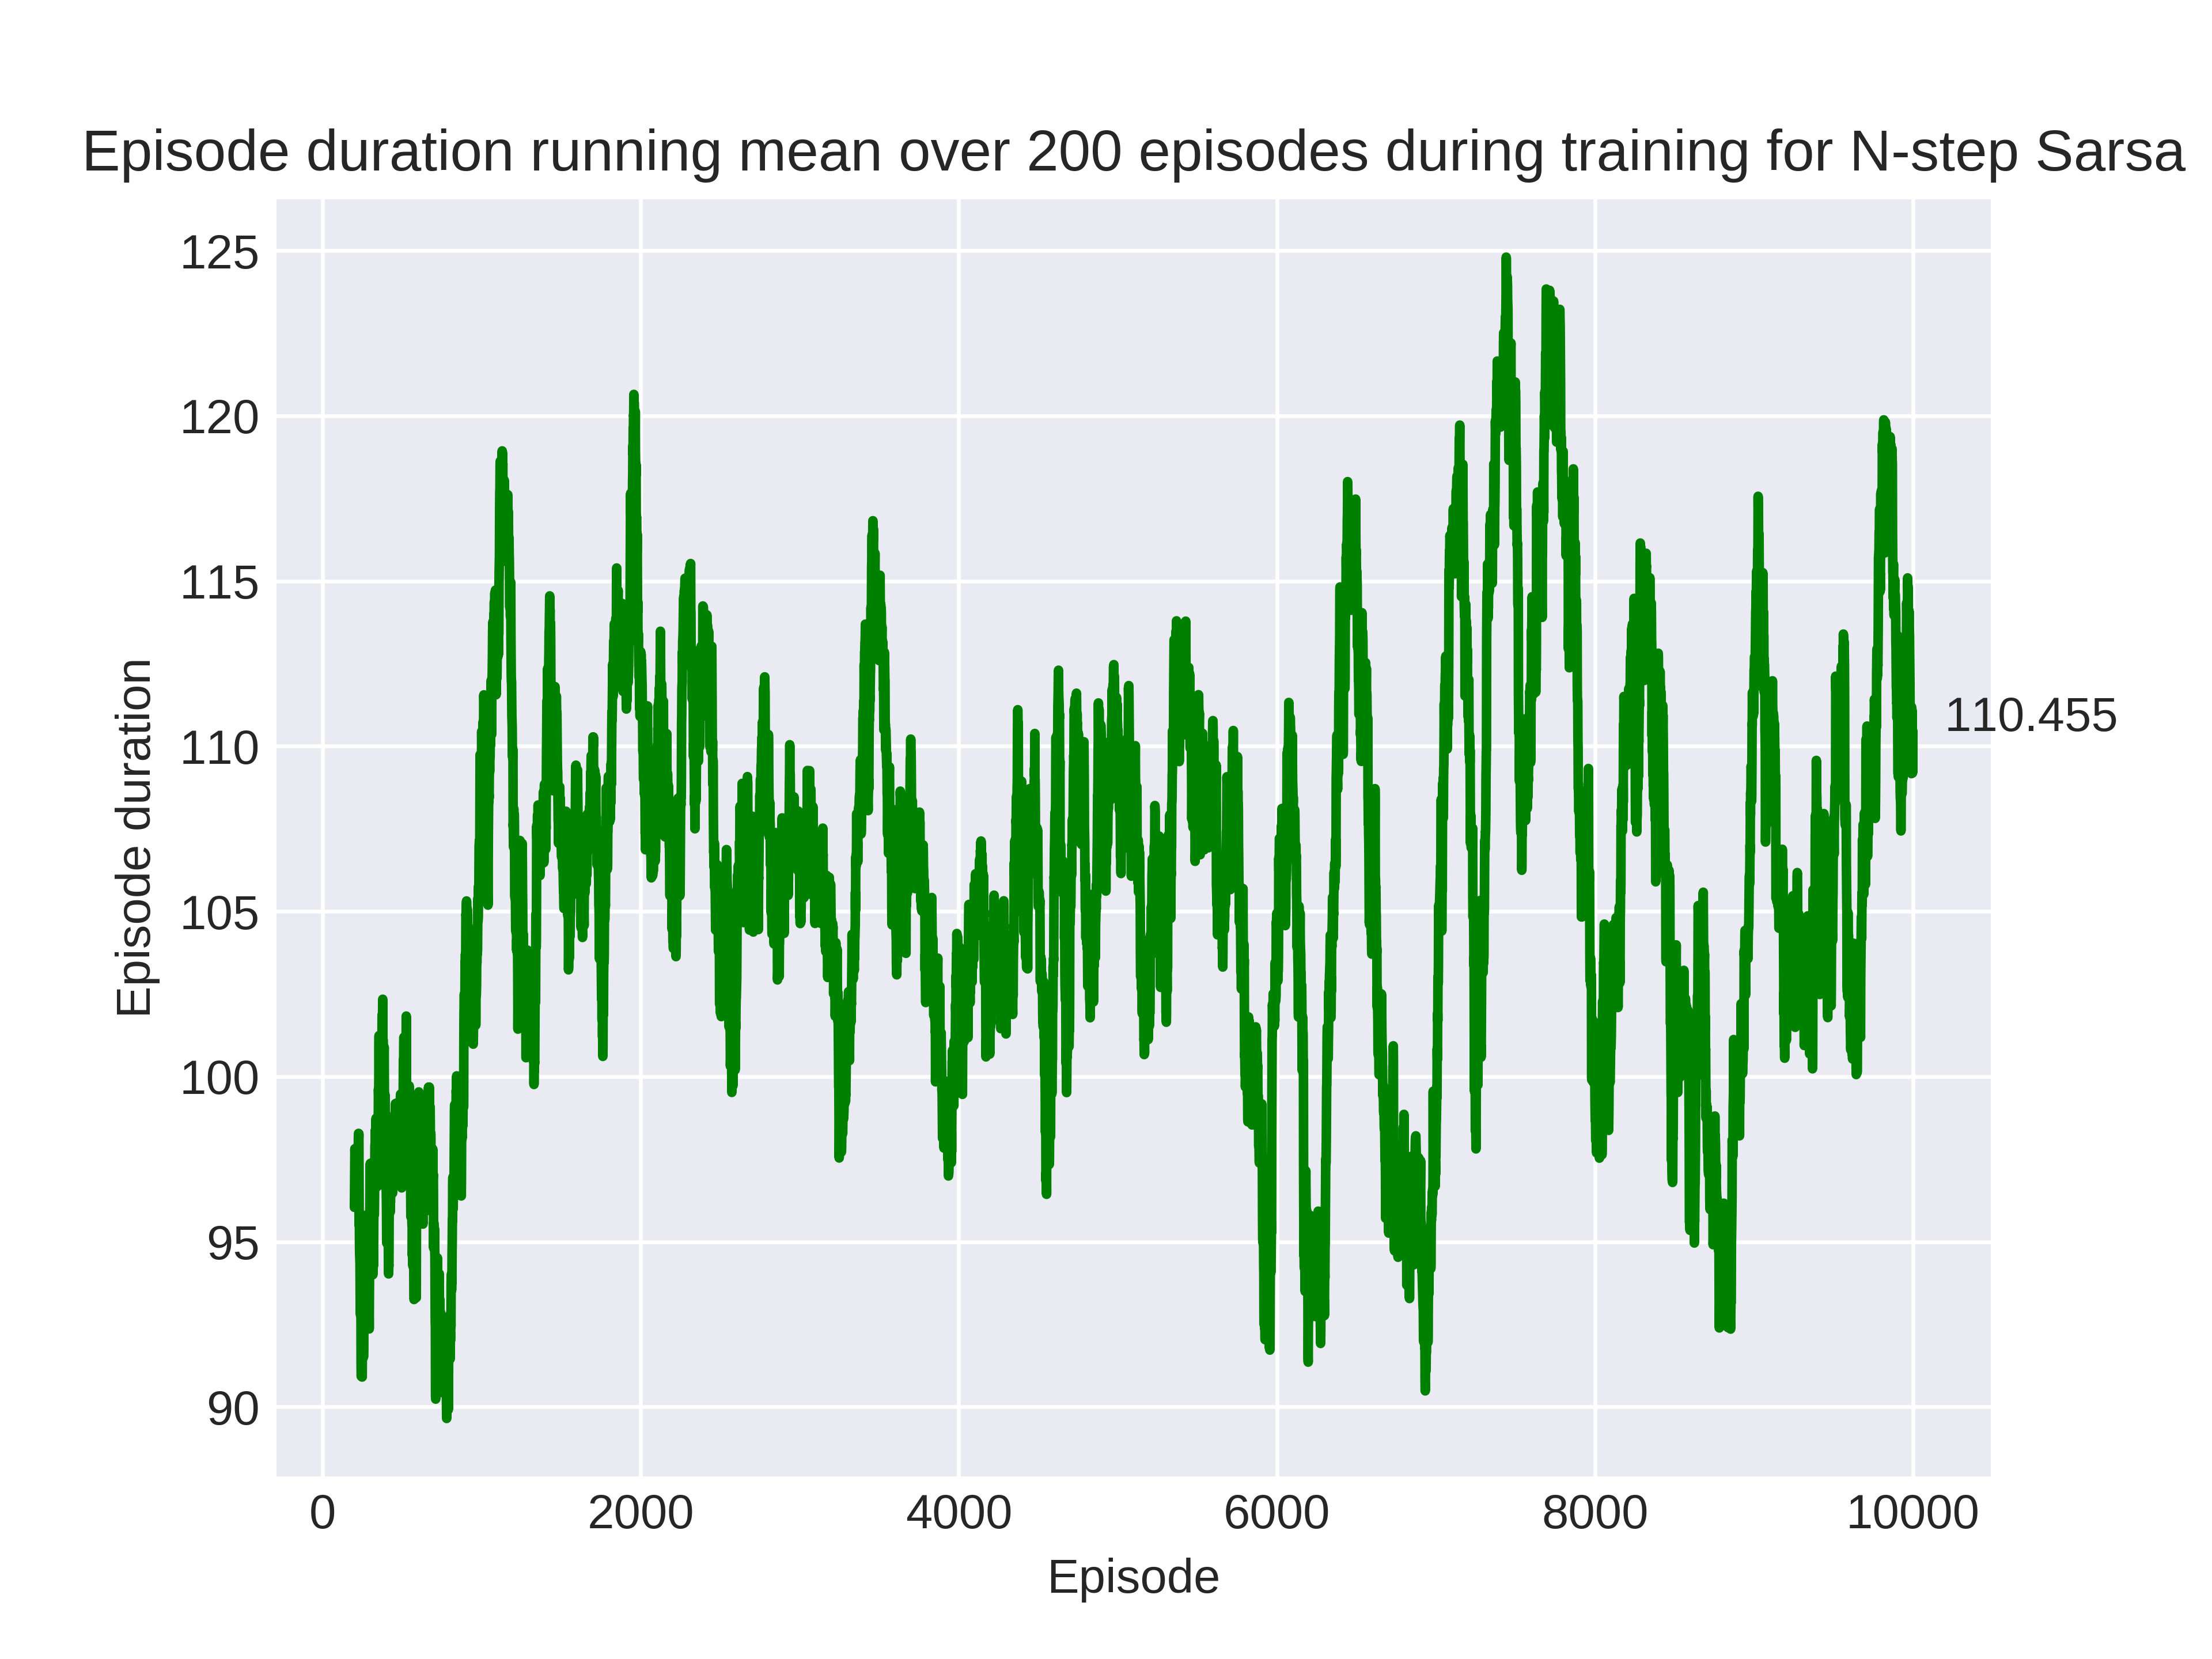 Episode duration running mean over 200 episodes during training for N-step Sarsa
125
120
115
110
105
100
95
90
Episode duration
110.455
0 2000 4000 6000 8000 10000
Episode